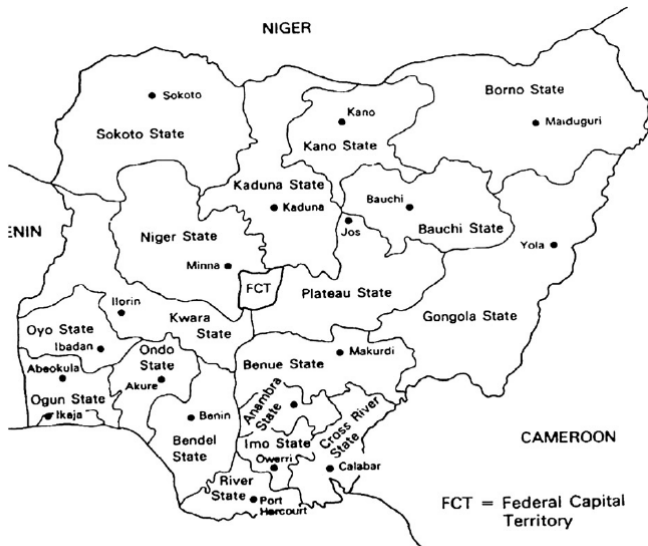 NIGER
Sokoto
Sokoto State
Kano
Kano State
Borno State
Maiduguri
Kaduna State
Kaduna
Bauchi
Bauchi State
Jos
ENIN
Niger State
Minna
FCT
Plateau State
Yola
Gongola State
Ilorin
Kwara
State
Oyo State
Ibadan
Ondo
State
Akure
Abeokula
Ogun State
Ikeja
Benue State
Makurdi
Anambra
State
Benin
Bendel
State
Imo State
Owerri
Cross River
State
Calabar
River
State
Port
Harcourt
CAMEROON
FCT = Federal Capital
Territory